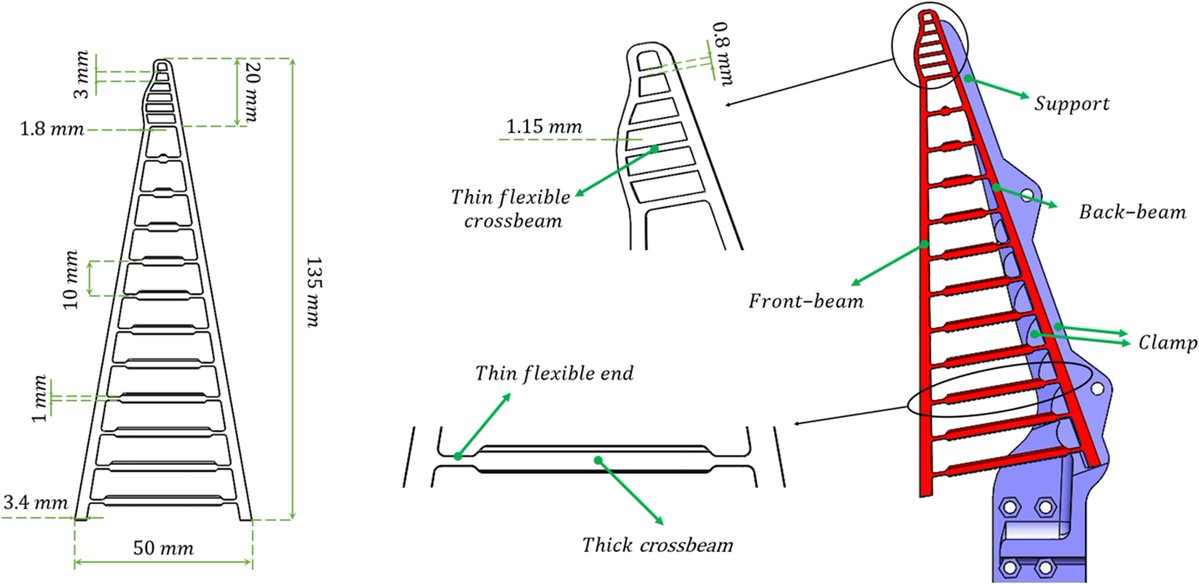 3 mm
20 mm
1.8 mm
10 mm
135 mm
1 mm
3.4 mm
50 mm
0.8 mm
1.15 mm
Thin flexible
crossbeam
Thin flexible end
Thick crossbeam
Support
Back−beam
Front−beam
Clamp